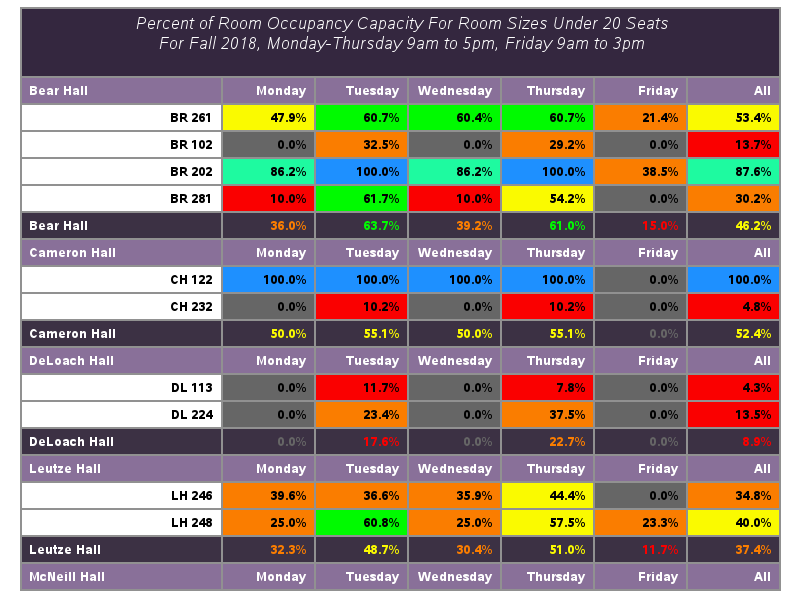 Percent of Room Occupancy Capacity For Room Sizes Under 20 Seats
For Fall 2018, Monday-Thursday 9am to 5pm, Friday 9am to 3pm
Bear Hall Monday Tuesday Wednesday Thursday Friday All
BR 261 47.9% 60.7% 60.4% 60.7% 21.4% 53.4%
BR 102 0.0% 32.5% 0.0% 29.2% 0.0% 13.7%
BR 202 86.2% 100.0% 86.2% 100.0% 38.5% 87.6%
BR 281 10.0% 61.7% 10.0% 54.2% 0.0% 30.2%
Bear Hall 36.0% 63.7% 39.2% 61.0% 15.0% 46.2%
Cameron Hall Monday Tuesday Wednesday Thursday Friday All
CH 122 100.0% 100.0% 100.0% 100.0% 0.0% 100.0%
CH 232 0.0% 10.2% 0.0% 10.2% 0.0% 4.8%
Cameron Hall 50.0% 55.1% 50.0% 55.1% 0.0% 52.4%
DeLoach Hall Monday Tuesday Wednesday Thursday Friday All
DL 113 0.0% 11.7% 0.0% 7.8% 0.0% 4.3%
DL 224 0.0% 23.4% 0.0% 37.5% 0.0% 13.5%
DeLoach Hall 0.0% 17.6% 0.0% 22.7% 0.0% 8.9%
Leutze Hall Monday Tuesday Wednesday Thursday Friday All
LH 246 39.6% 36.6% 35.9% 44.4% 0.0% 34.8%
LH 248 25.0% 60.8% 25.0% 57.5% 23.3% 40.0%
Leutze Hall 32.3% 48.7% 30.4% 51.0% 11.7% 37.4%
McNeill Hall Monday Tuesday Wednesday Thursday Friday All